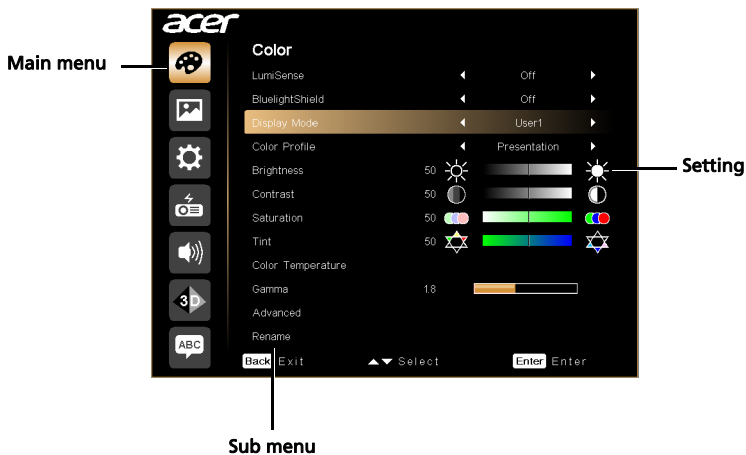 acer
Main menu
Color
LumiSense Off
BluelightShield Off
Display Mode User1
Color Profile Presentation
Brightness 50
Setting
Contrast 50
Saturation 50
Tint 50
Color Temperature
Gamma 1.8
3D
Advanced
ABC
Rename
Back Exit Select Enter Enter
Sub menu